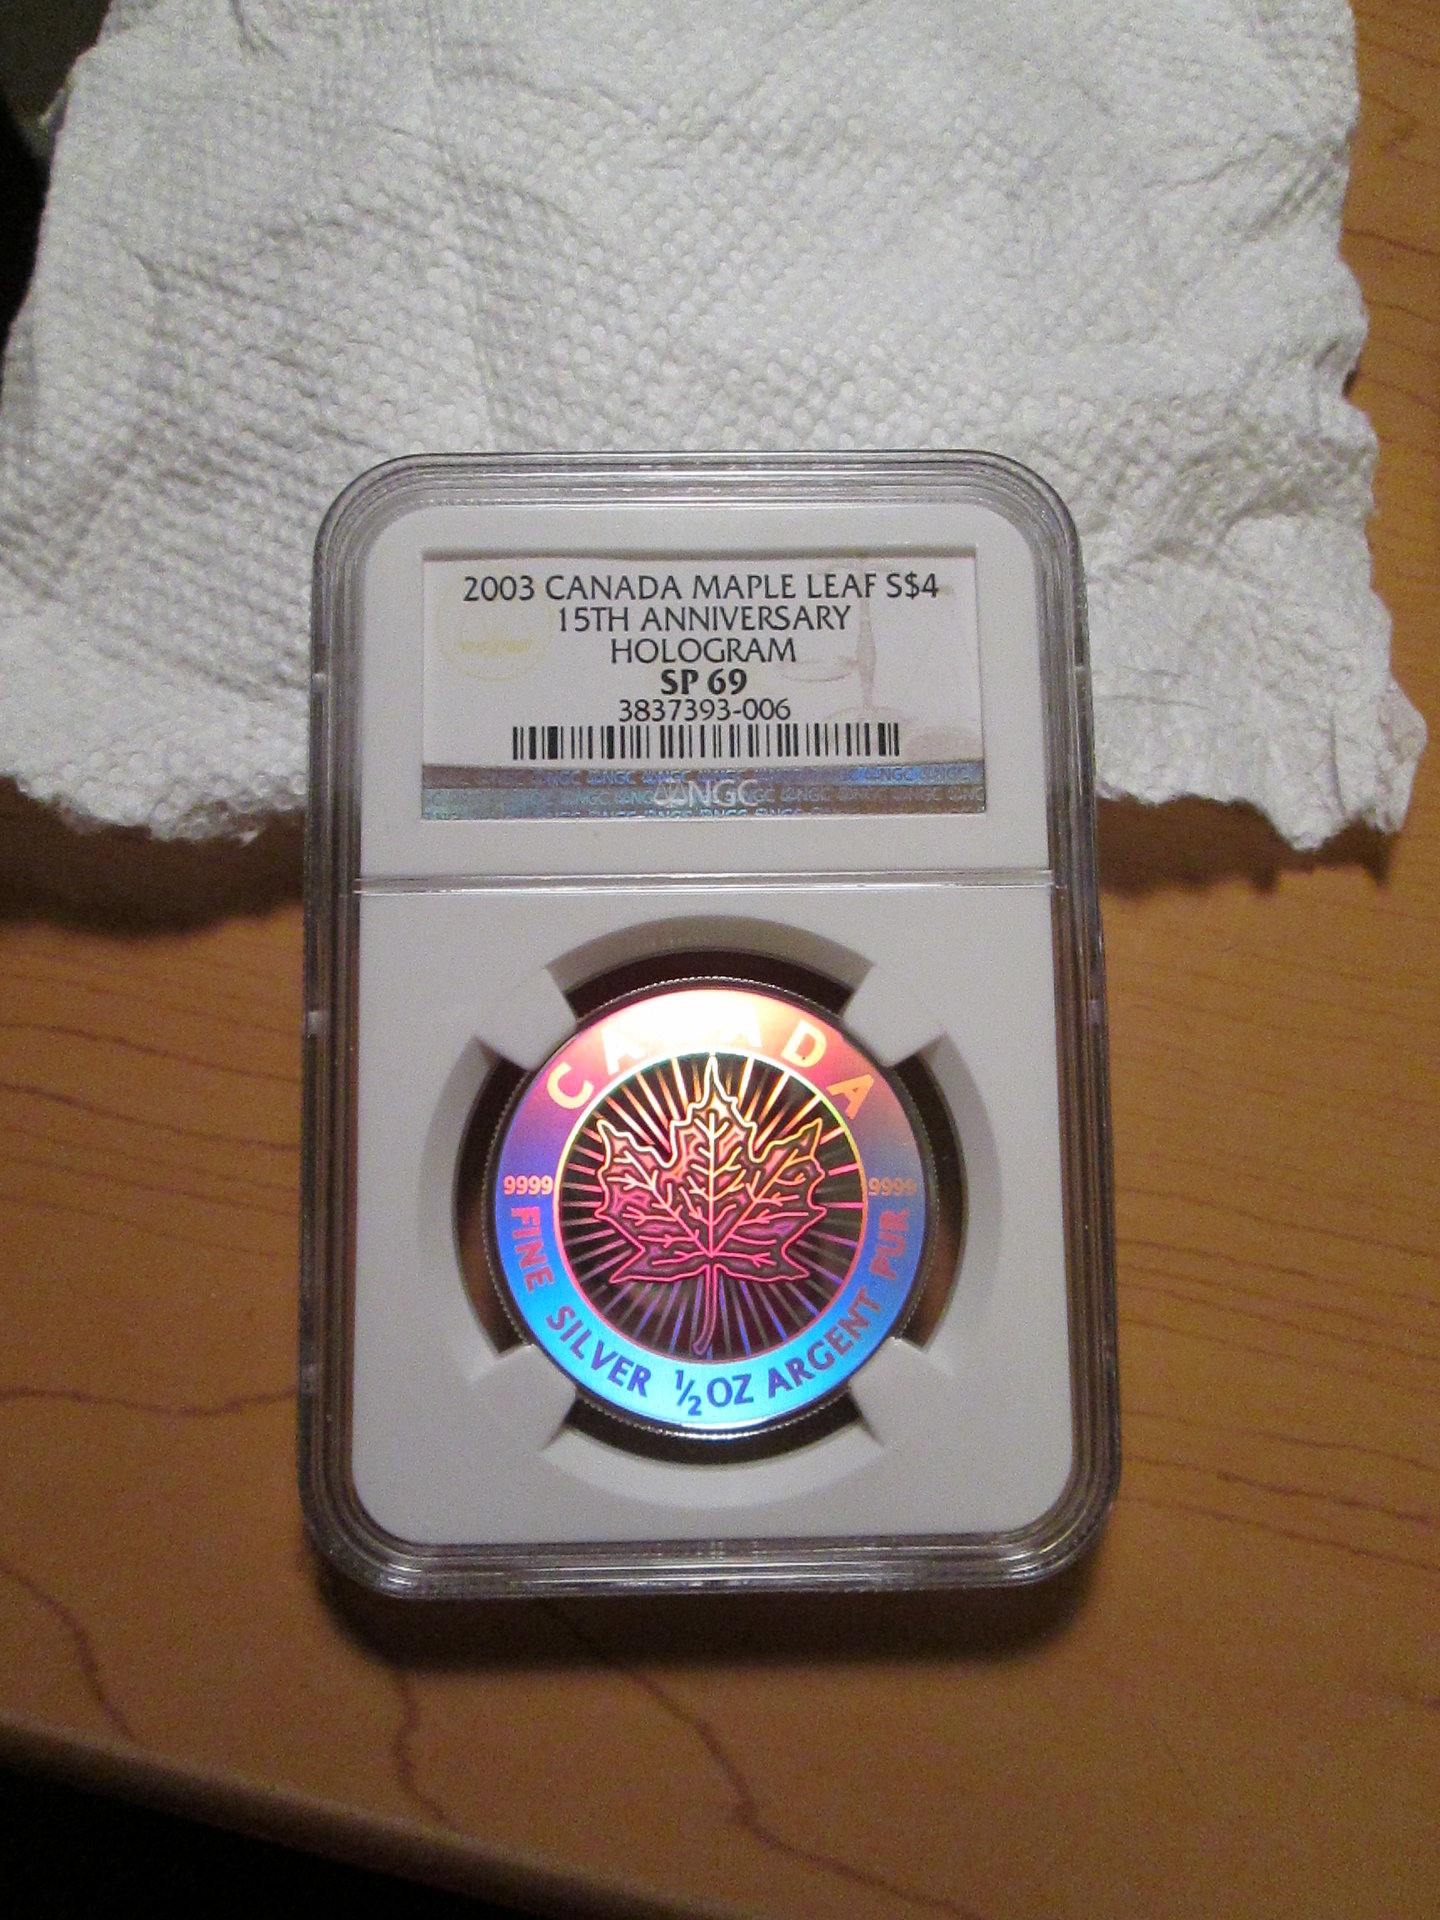 2003 CANADA MAPLE LEAF S$4
15TH ANNIVERSARY
HOLOGRAM
SP 69
3837393-006
NGC
CANADA
9999 9999
FINE SILVER 1/2 OZ ARGENT PUR